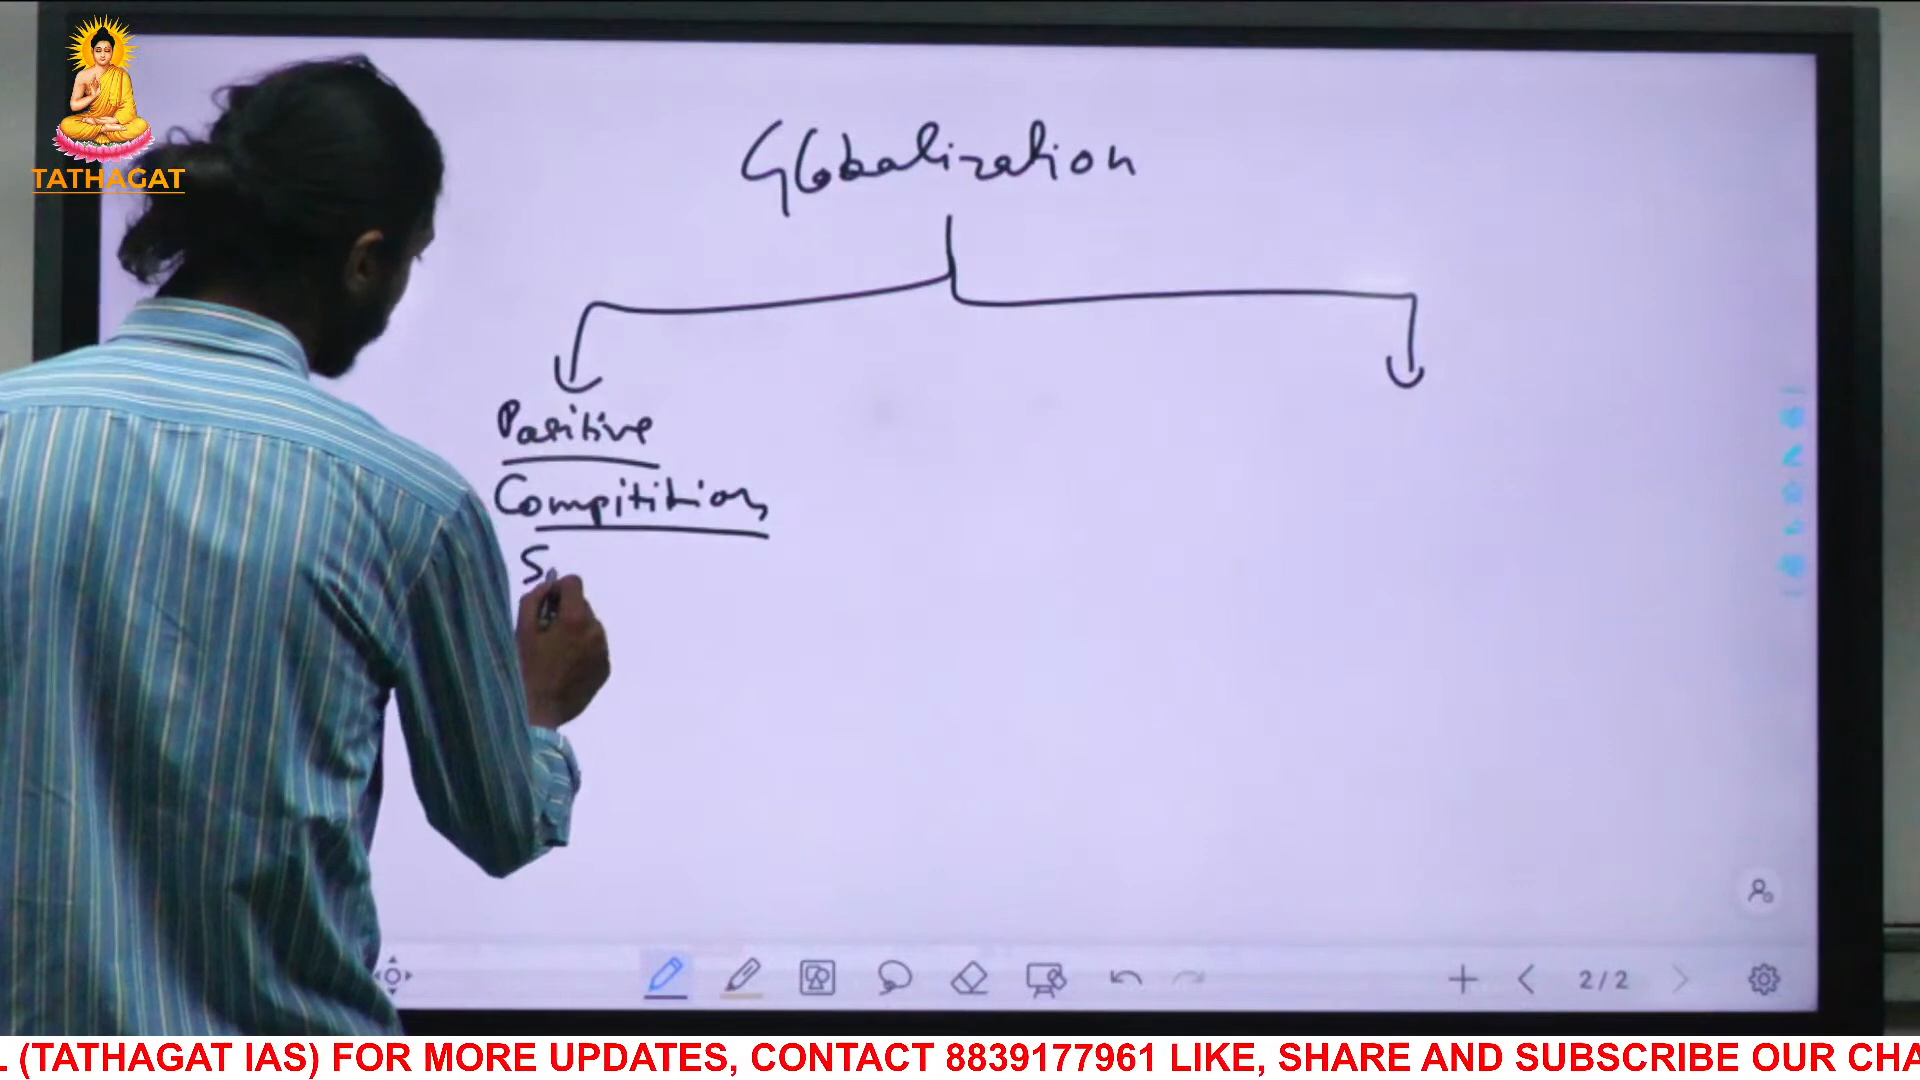 TATHAGAT
Globalization
Positive
Compitition
S
2/2
L (TATHAGAT IAS) FOR MORE UPDATES, CONTACT 8839177961 LIKE, SHARE AND SUBSCRIBE OUR CHA